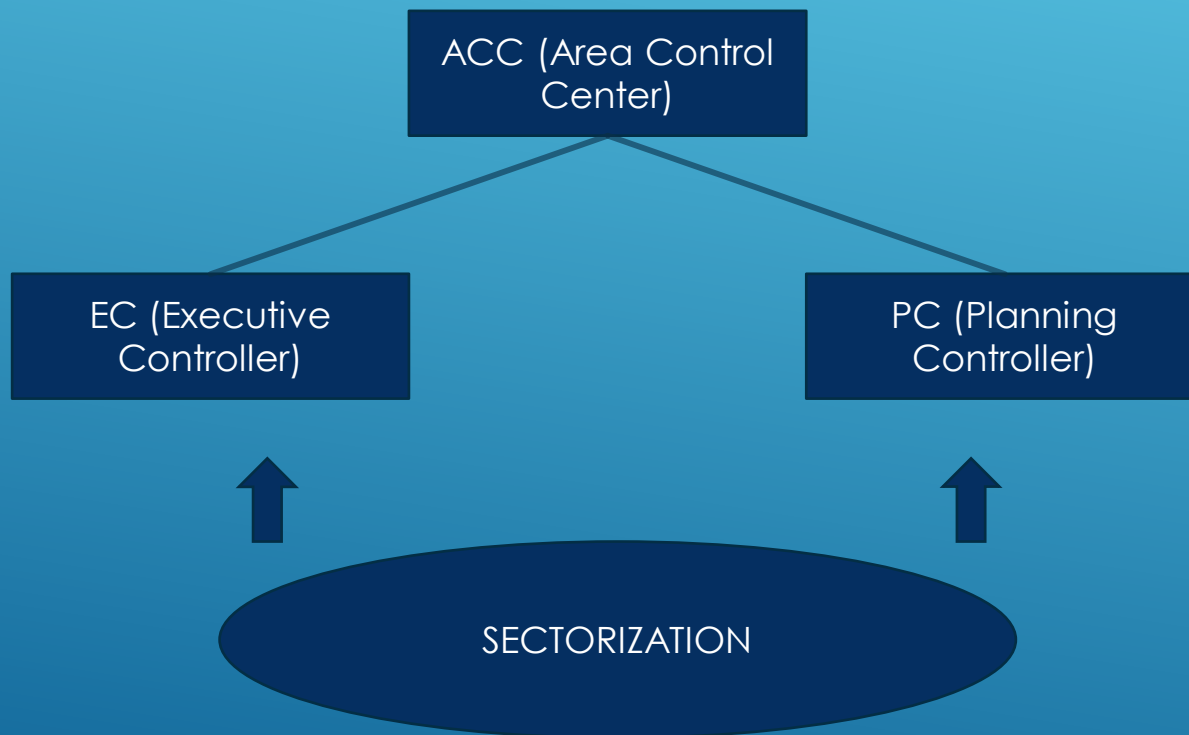 ACC (Area Control
Center)
EC (Executive
Controller)
PC (Planning
Controller)
SECTORIZATION